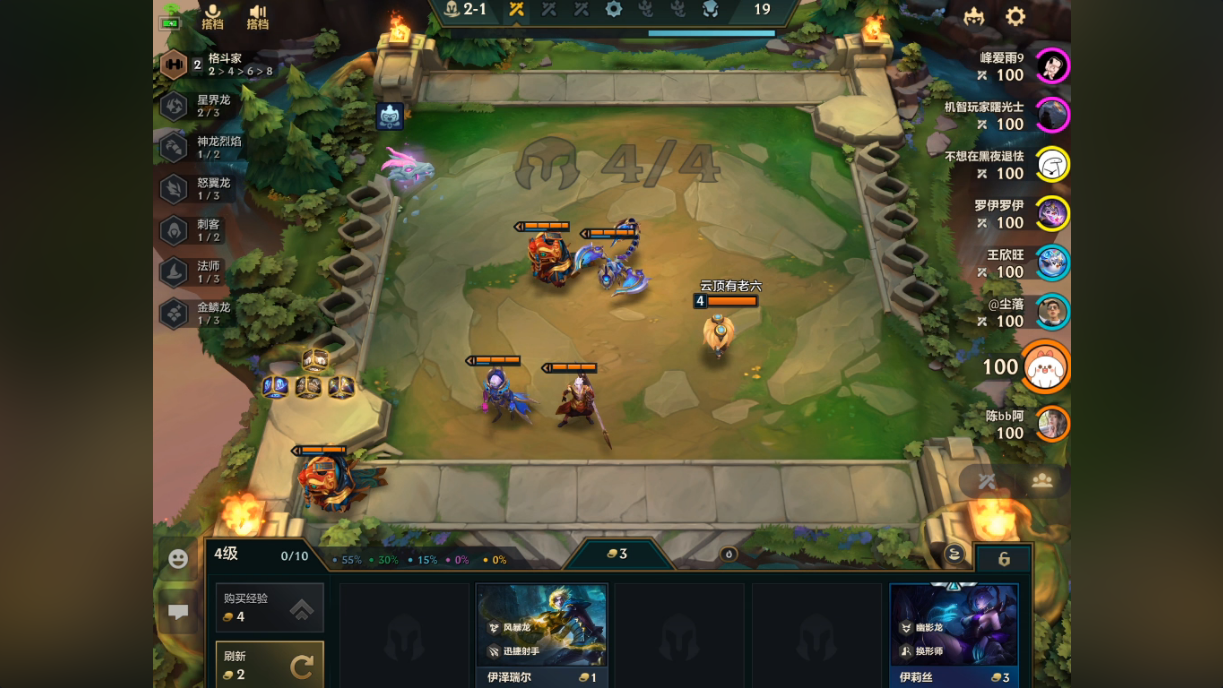 搭档
搭档
2-1
19
2 格斗家
2 > 4 > 6 > 8
星界龙
2 / 3
神龙烈焰
1 / 2
怒翼龙
1 / 3
刺客
1 / 2
法师
1 / 3
金鳞龙
1 / 3
4/4
云顶有老六
4
峰爱雨9
100
机智玩家曙光士
100
不想在黑夜退怯
100
罗伊罗伊
100
王欣旺
100
@尘落
100
100
陈bb阿
100
4级
0/10
55% 30% 15% 0% 0%
3
购买经验
4
刷新
2
风暴龙
迅捷射手
伊泽瑞尔 1
幽影龙
换形师
伊莉丝 3